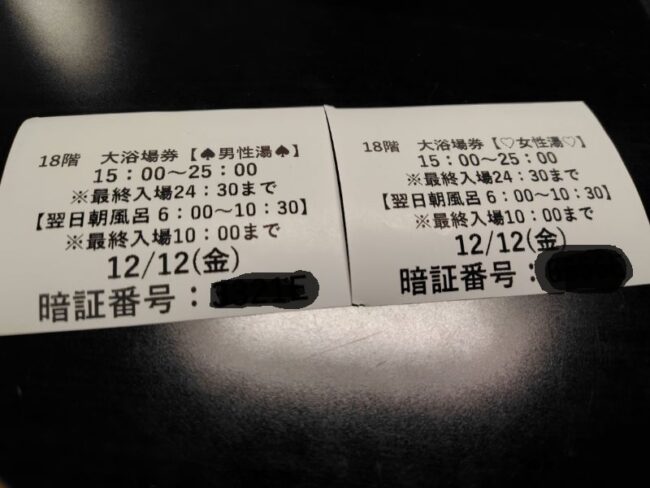 18階 大浴場券【♠男性湯♠】
15：00～25：00
※最終入場24：30まで
【翌日朝風呂 6：00～10：30】
※最終入場10：00まで
12/12(金)
暗証番号：
18階 大浴場券【♡女性湯♡】
15：00～25：00
※最終入場24：30まで
【翌日朝風呂 6：00～10：30】
※最終入場10：00まで
12/12(金)
暗証番号：